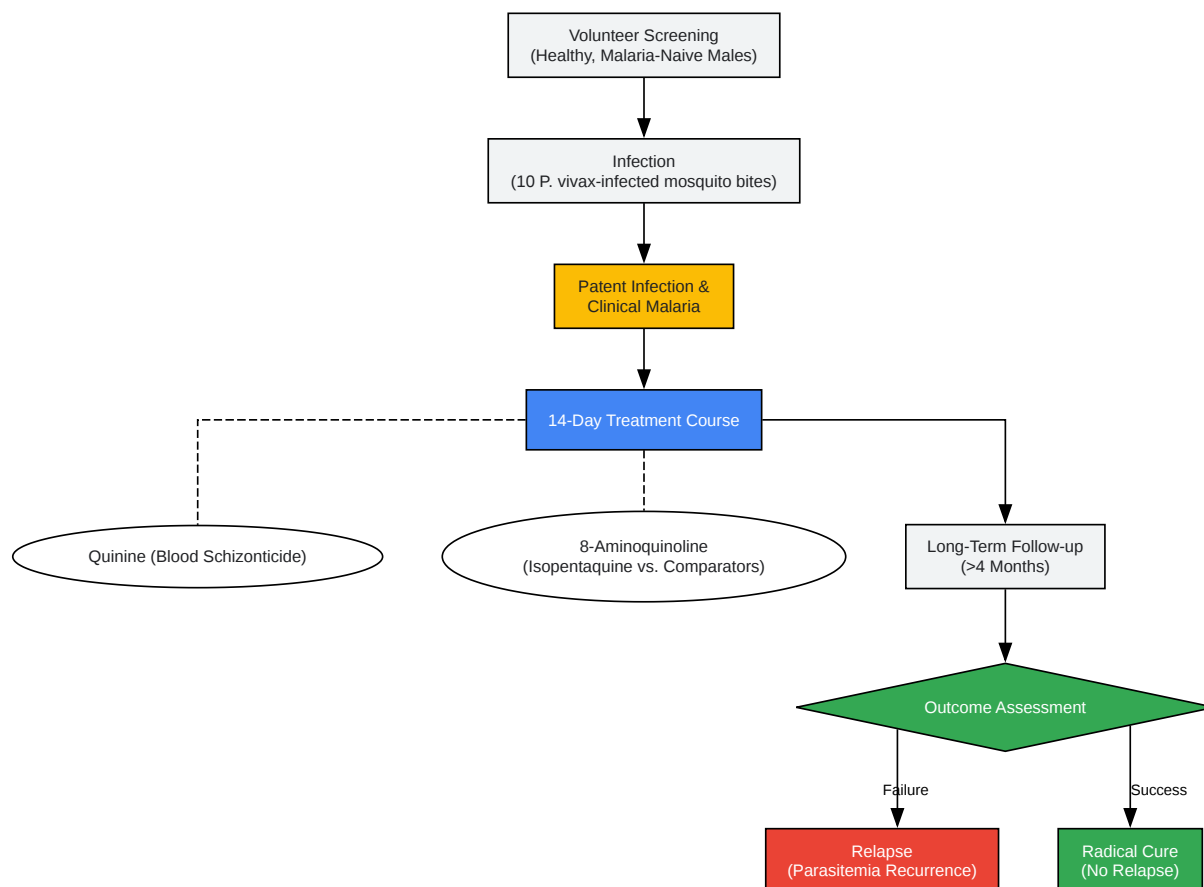 Volunteer Screening
(Healthy, Malaria-Naive Males)
Infection
(10 P. vivax-infected mosquito bites)
Patent Infection &
Clinical Malaria
14-Day Treatment Course
Quinine (Blood Schizonticide)
8-Aminoquinoline
(Isopentaquine vs. Comparators)
Long-Term Follow-up
(>4 Months)
Outcome Assessment
Failure
Success
Relapse
(Parasitemia Recurrence)
Radical Cure
(No Relapse)